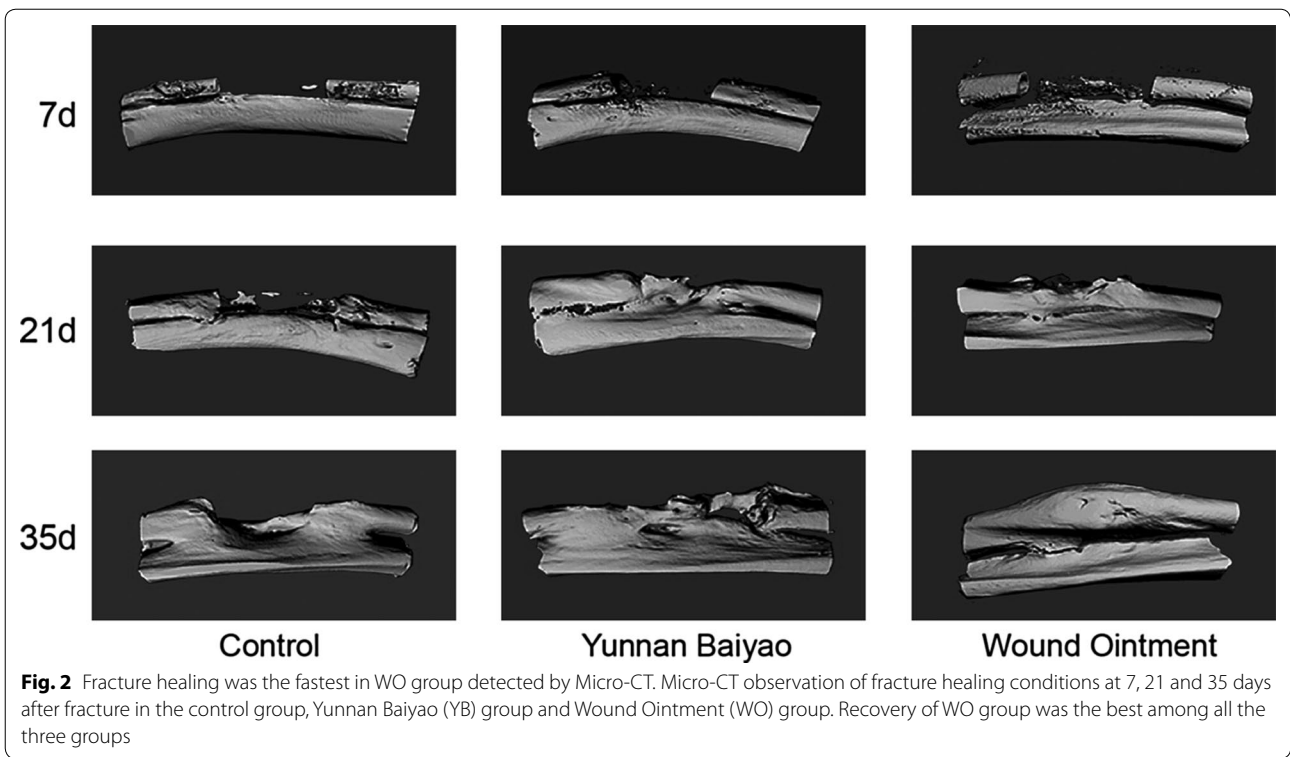 7d
21d
35d
Control Yunnan Baiyao Wound Ointment
Fig. 2 Fracture healing was the fastest in WO group detected by Micro-CT. Micro-CT observation of fracture healing conditions at 7, 21 and 35 days
after fracture in the control group, Yunnan Baiyao (YB) group and Wound Ointment (WO) group. Recovery of WO group was the best among all the
three groups